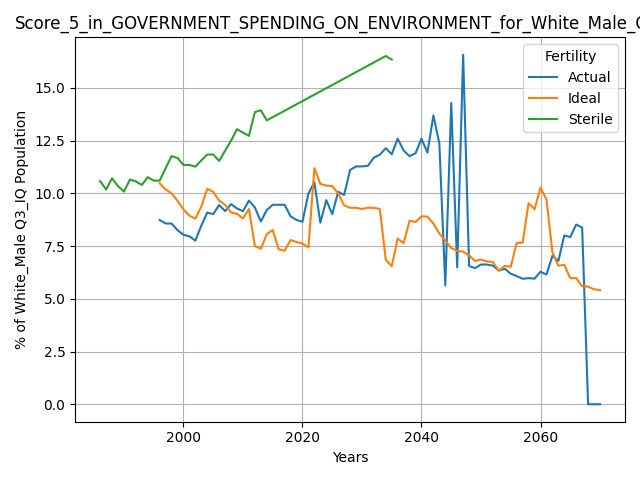 Score_5_in_GOVERNMENT_SPENDING_ON_ENVIRONMENT_for_White_Male_
Fertility
Actual
Ideal
Sterile
% of White_Male Q3_IQ Population
15.0
12.5
10.0
7.5
5.0
2.5
0.0
2000
2020
2040
2060
Years